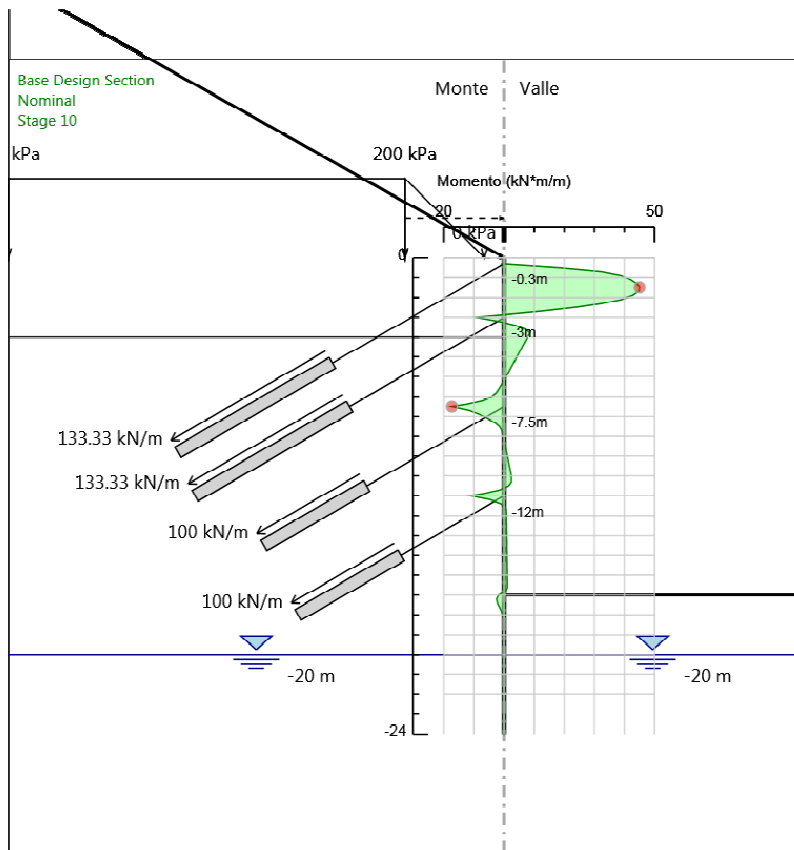 Base Design Section
Nominal
Stage 10
Monte
Valle
kPa
200 kPa
Momento (kN*m/m)
20
50
0 kPa
0
-0.3m
-3m
133.33 kN/m
-7.5m
133.33 kN/m
-12m
100 kN/m
100 kN/m
-20 m
-20 m
-24